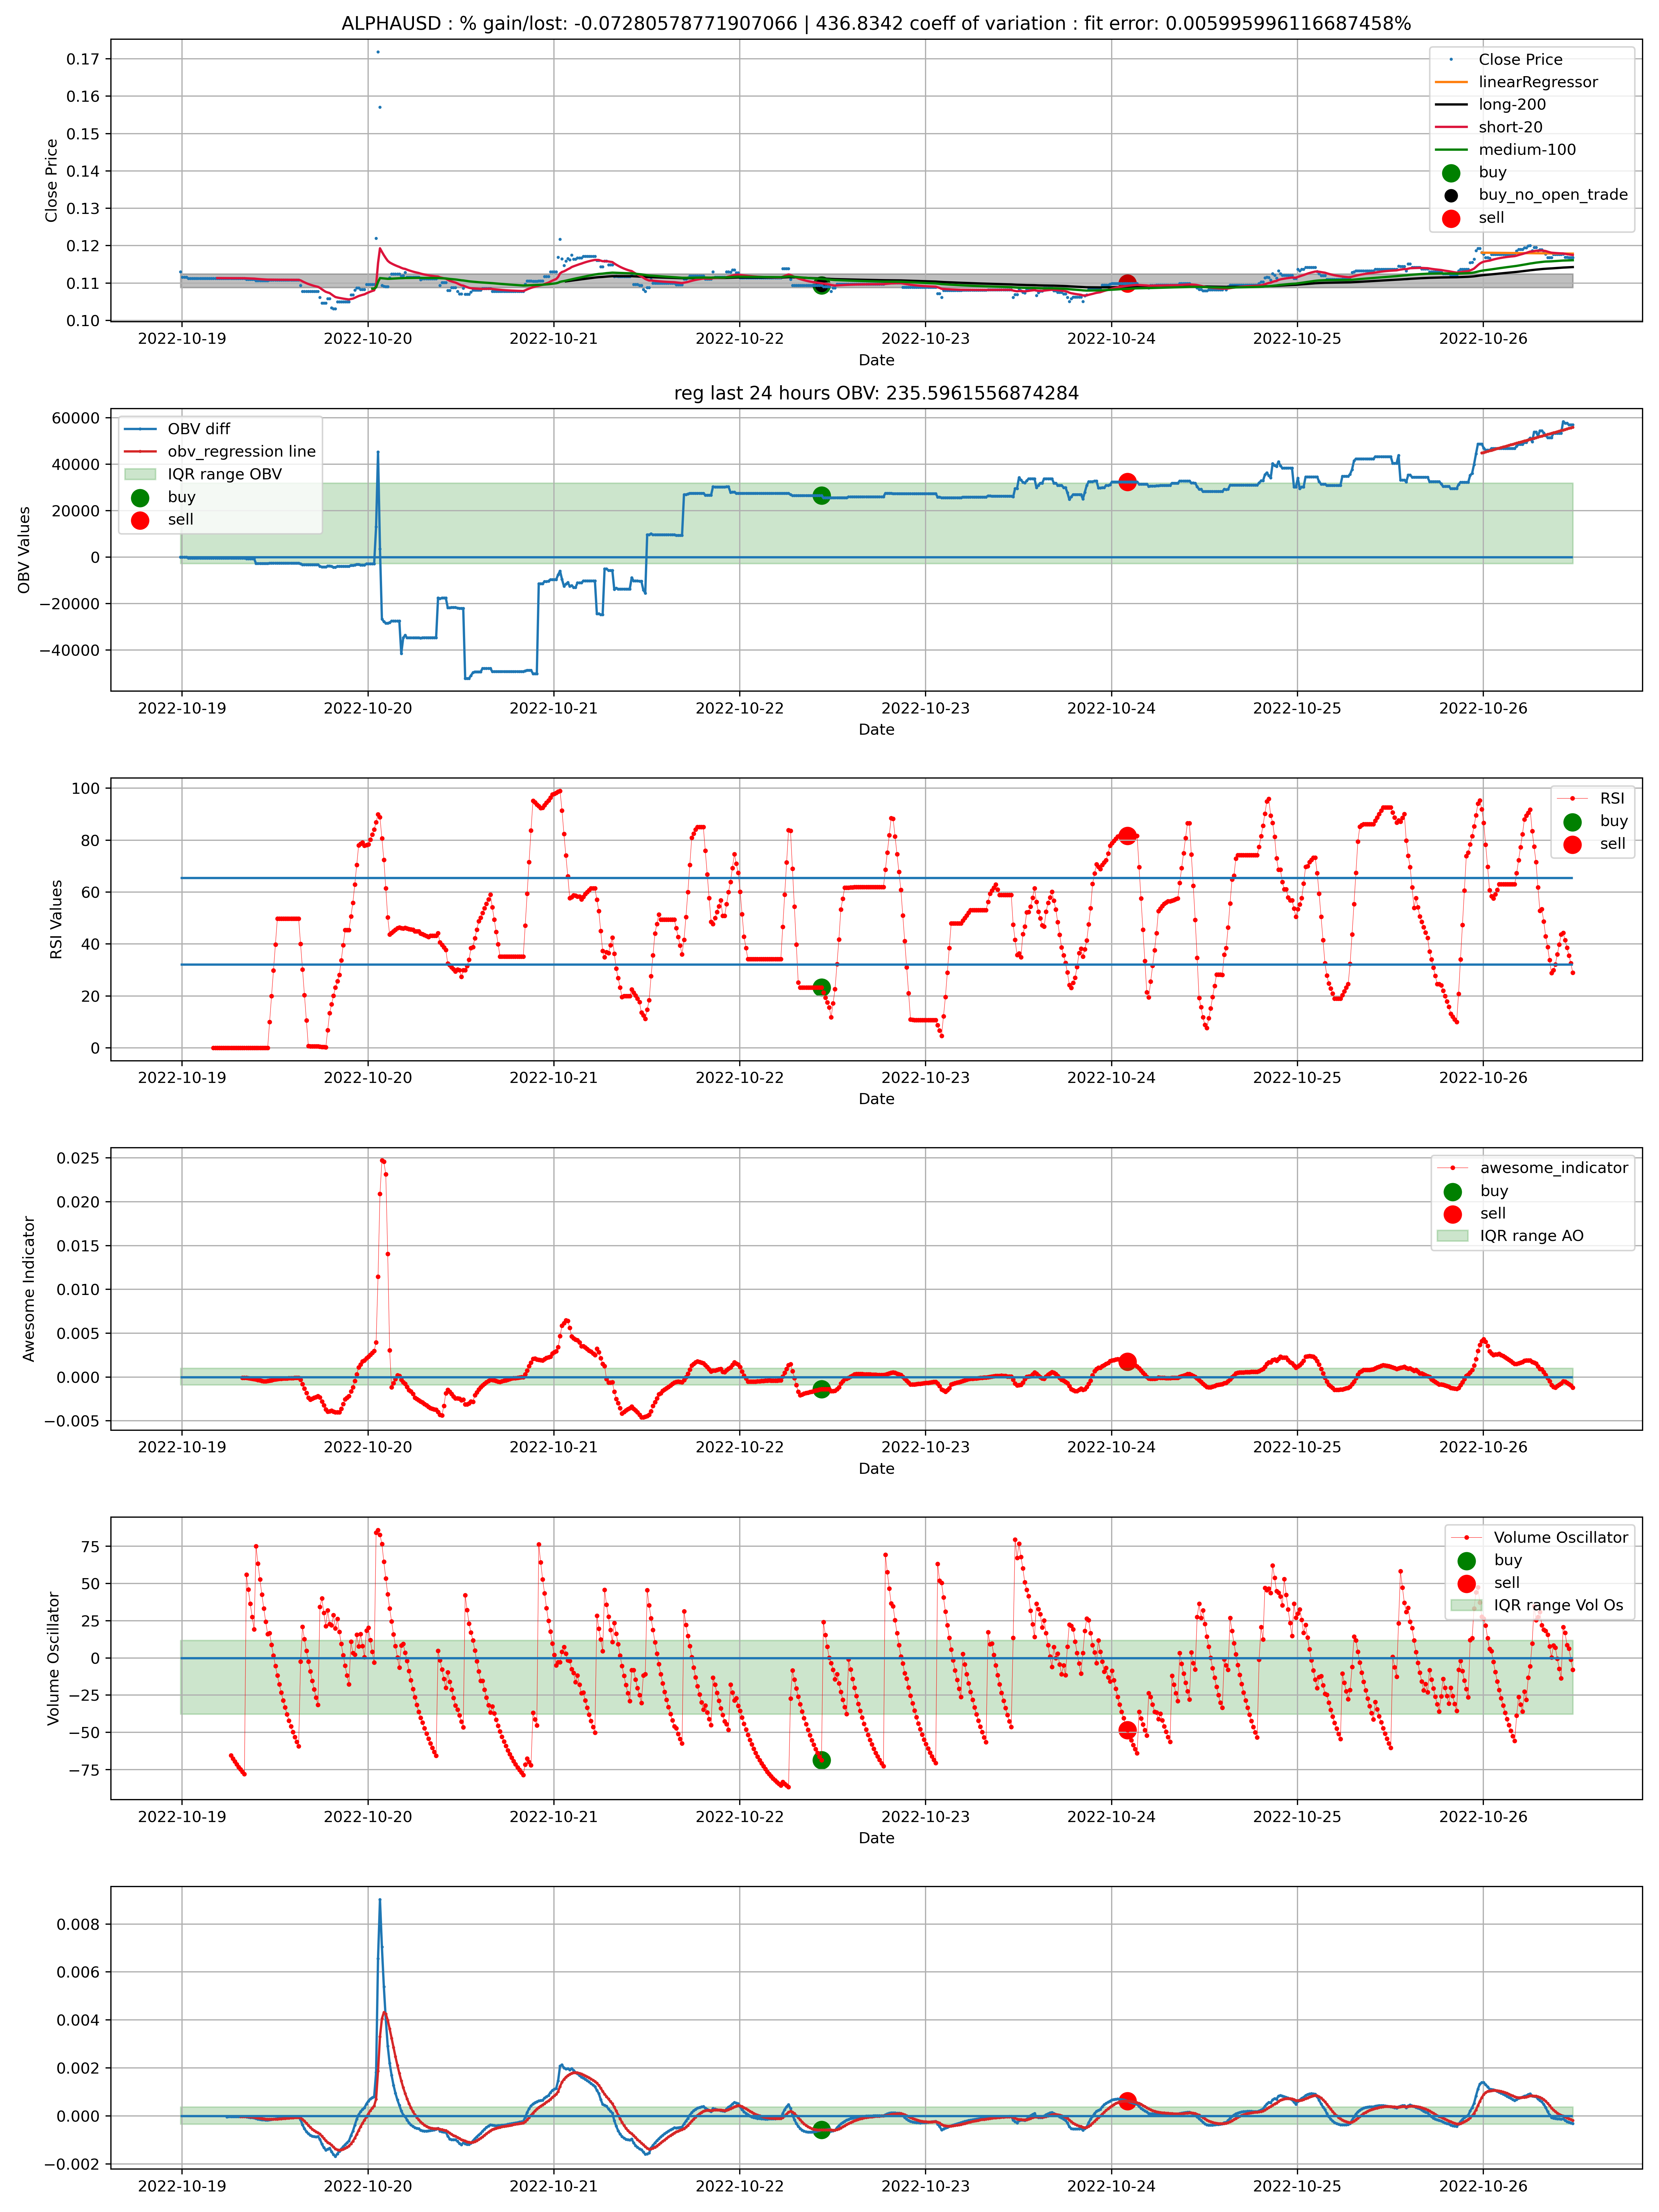 ALPHAUSD : % gain/lost: -0.07280578771907066 | 436.8342 coeff of variation : fit error: 0.005995996116687458%
Close Price
0.17
0.16
0.15
0.14
0.13
0.12
0.11
0.10
Close Price
linearRegressor
long-200
short-20
medium-100
buy
buy_no_open_trade
sell
2022-10-19 2022-10-20 2022-10-21 2022-10-22 2022-10-23 2022-10-24 2022-10-25 2022-10-26
Date
reg last 24 hours OBV: 235.5961556874284
OBV Values
60000
40000
20000
0
−20000
−40000
OBV diff
obv_regression line
IQR range OBV
buy
sell
2022-10-19 2022-10-20 2022-10-21 2022-10-22 2022-10-23 2022-10-24 2022-10-25 2022-10-26
Date
RSI Values
100
80
60
40
20
0
RSI
buy
sell
2022-10-19 2022-10-20 2022-10-21 2022-10-22 2022-10-23 2022-10-24 2022-10-25 2022-10-26
Date
Awesome Indicator
0.025
0.020
0.015
0.010
0.005
0.000
−0.005
awesome_indicator
buy
sell
IQR range AO
2022-10-19 2022-10-20 2022-10-21 2022-10-22 2022-10-23 2022-10-24 2022-10-25 2022-10-26
Date
Volume Oscillator
75
50
25
0
−25
−50
−75
Volume Oscillator
buy
sell
IQR range Vol Os
2022-10-19 2022-10-20 2022-10-21 2022-10-22 2022-10-23 2022-10-24 2022-10-25 2022-10-26
Date
0.008
0.006
0.004
0.002
0.000
−0.002
2022-10-19 2022-10-20 2022-10-21 2022-10-22 2022-10-23 2022-10-24 2022-10-25 2022-10-26